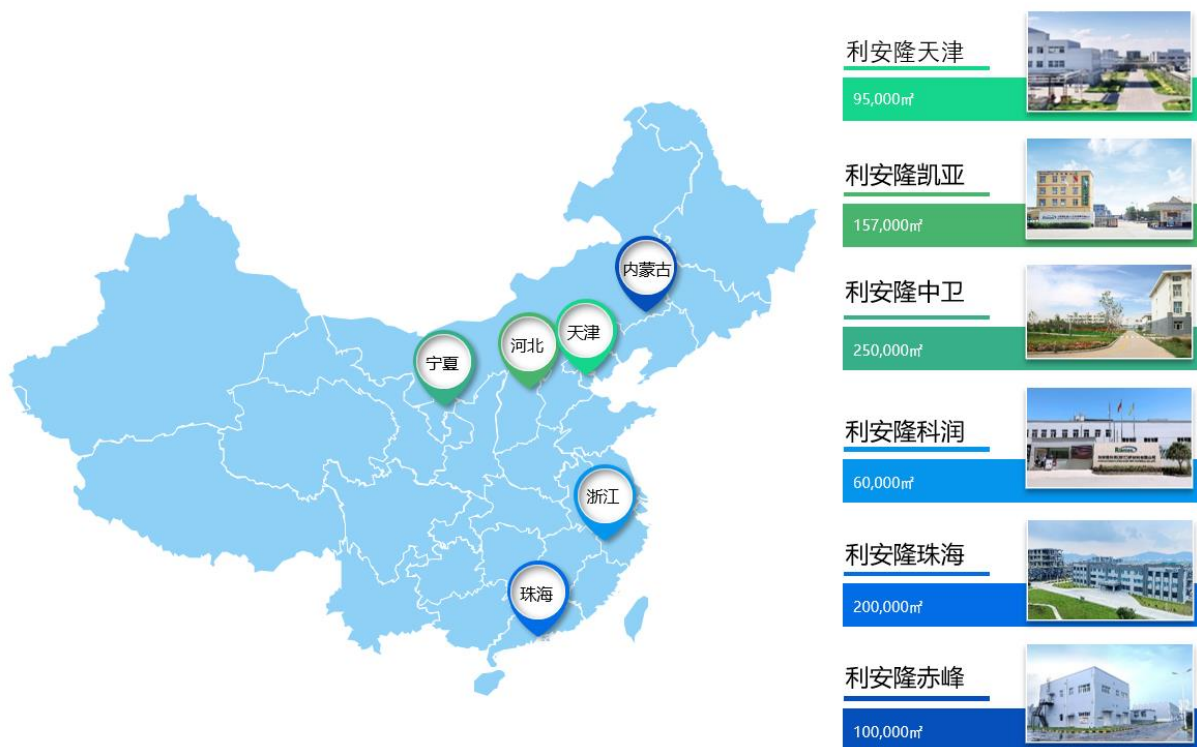 内蒙古
天津
河北
宁夏
浙江
珠海
利安隆天津
95,000㎡
利安隆凯亚
157,000㎡
利安隆中卫
250,000㎡
利安隆科润
60,000㎡
利安隆珠海
200,000㎡
利安隆赤峰
100,000㎡